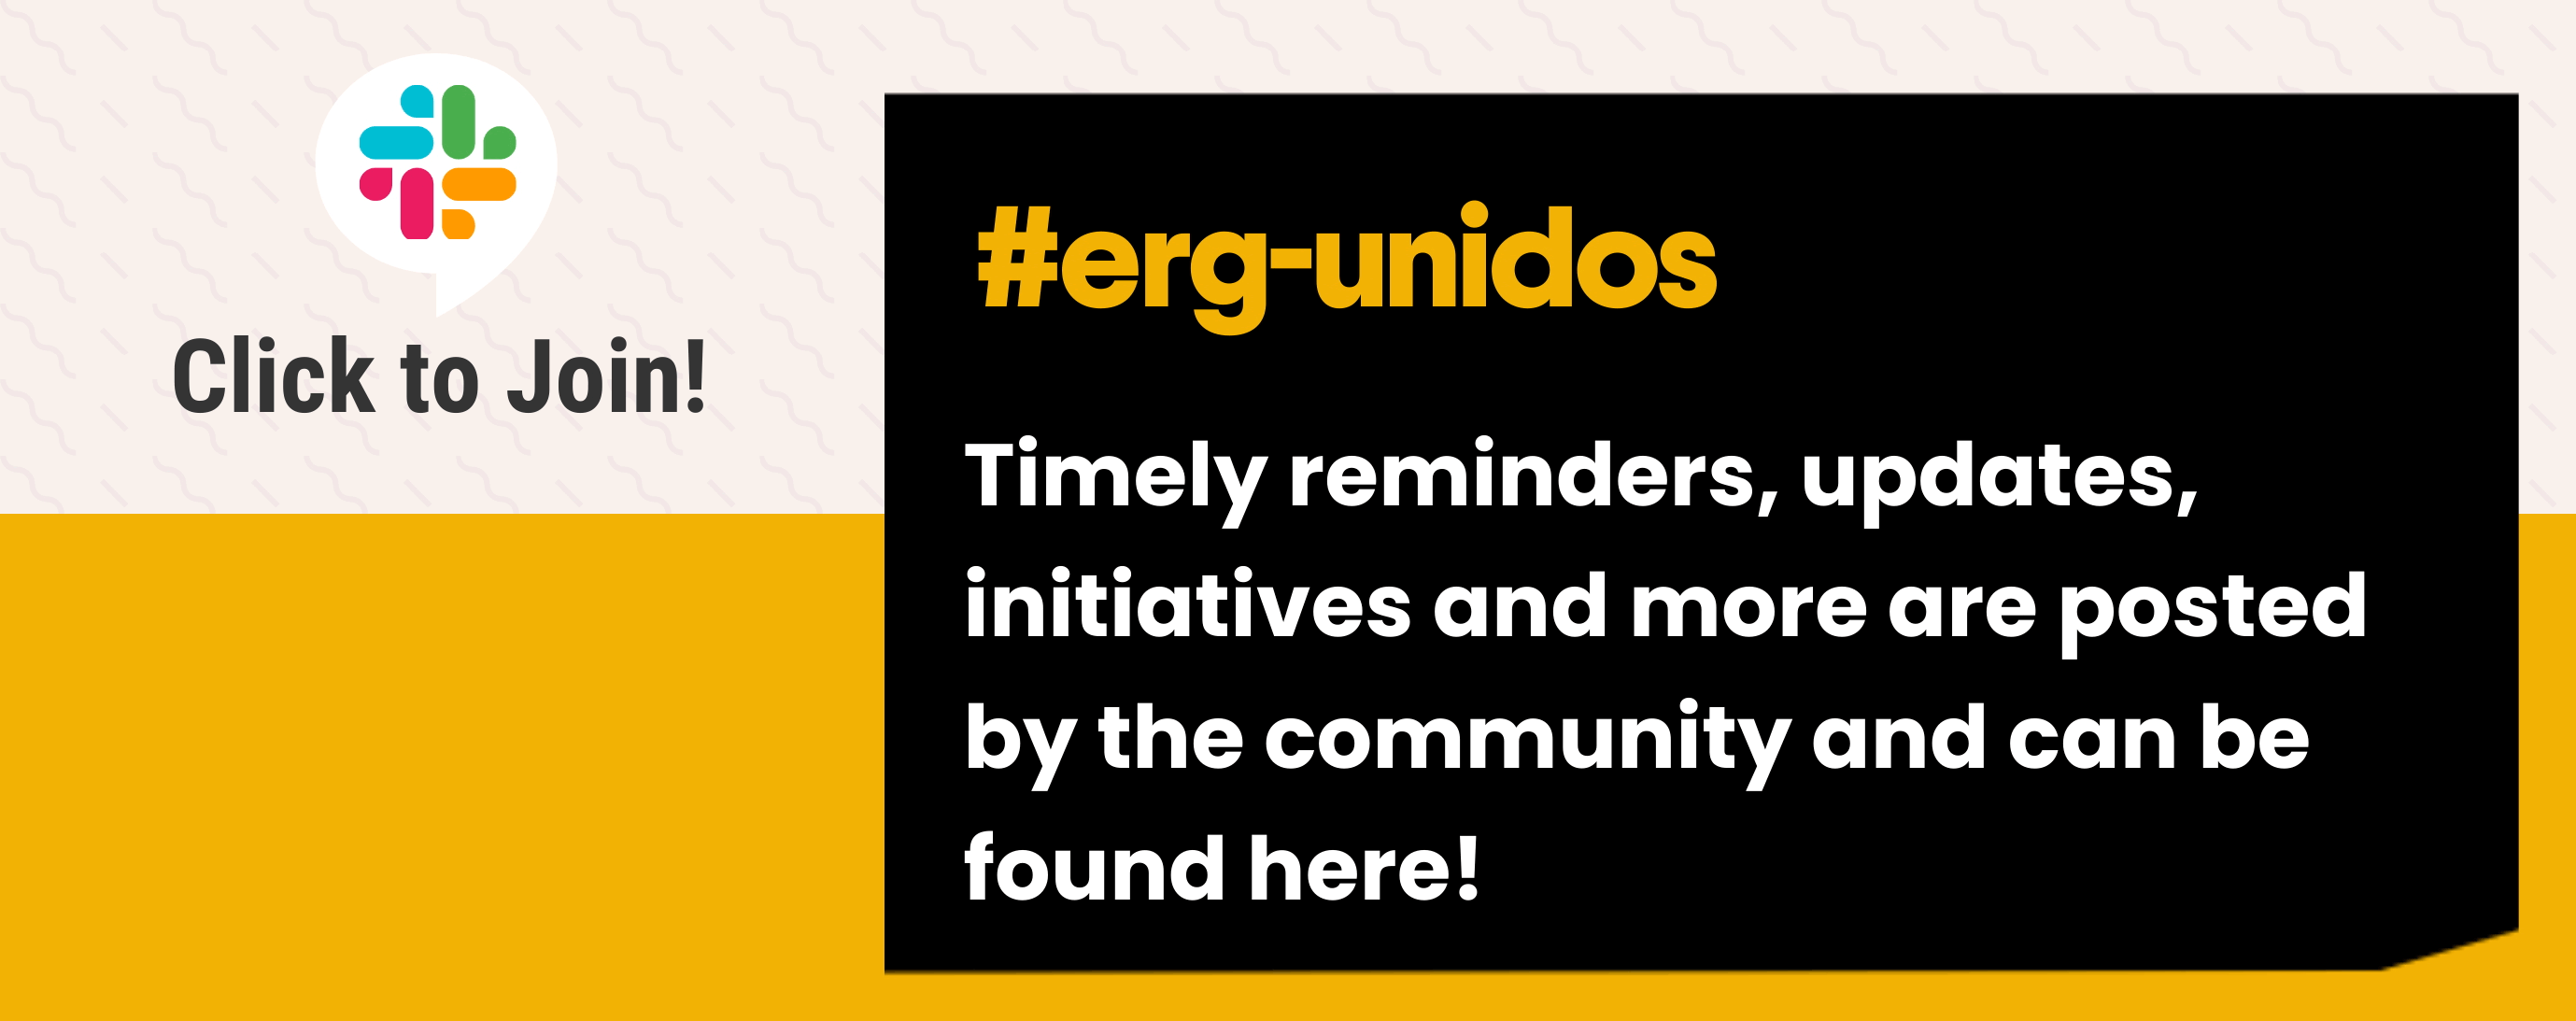 Click to Join!
#erg-unidos
Timely reminders, updates,
initiatives and more are posted
by the community and can be
found here!